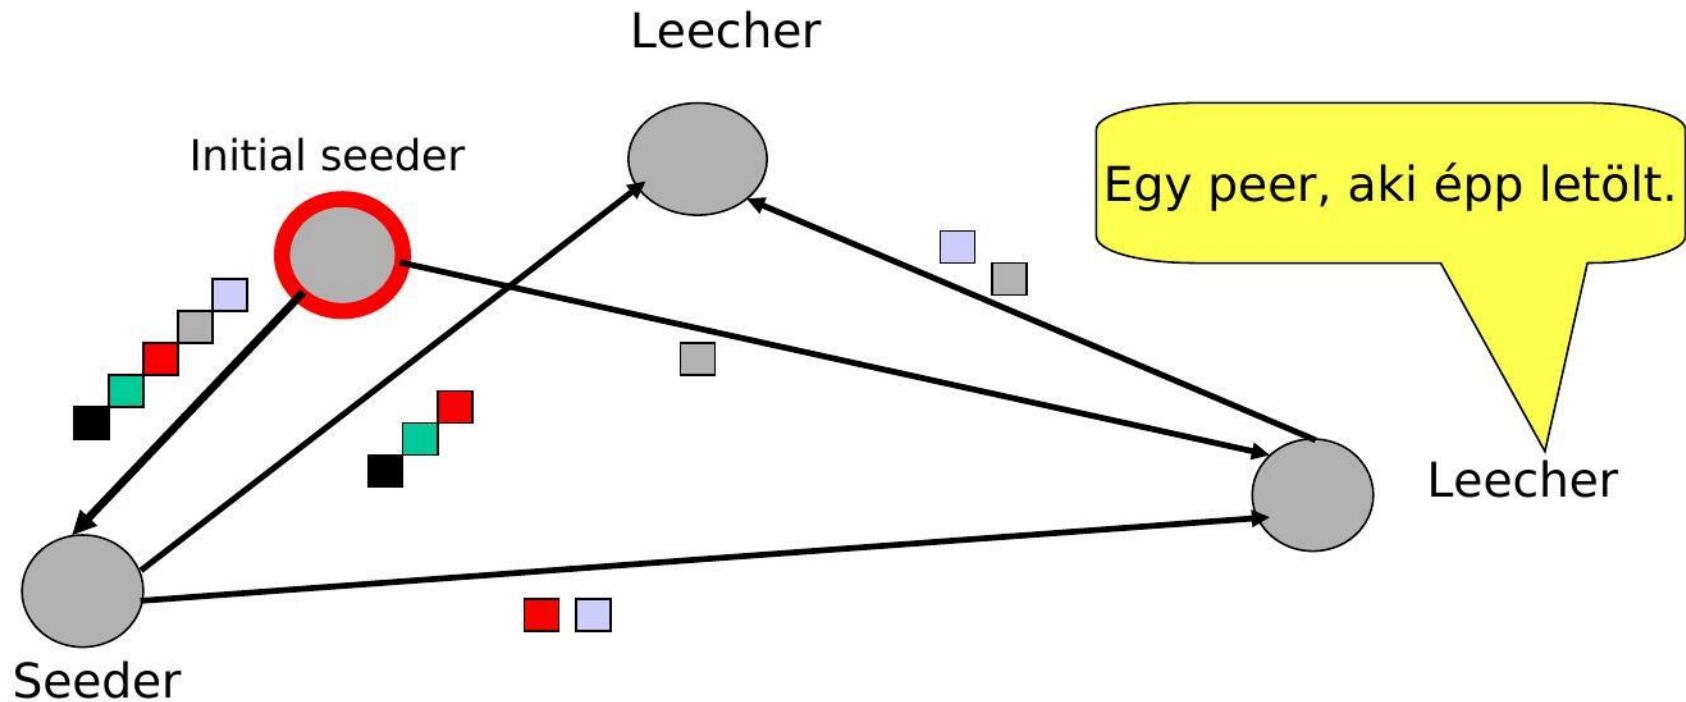 Leecher
Initial seeder
Egy peer, aki épp letölt.
Leecher
Seeder